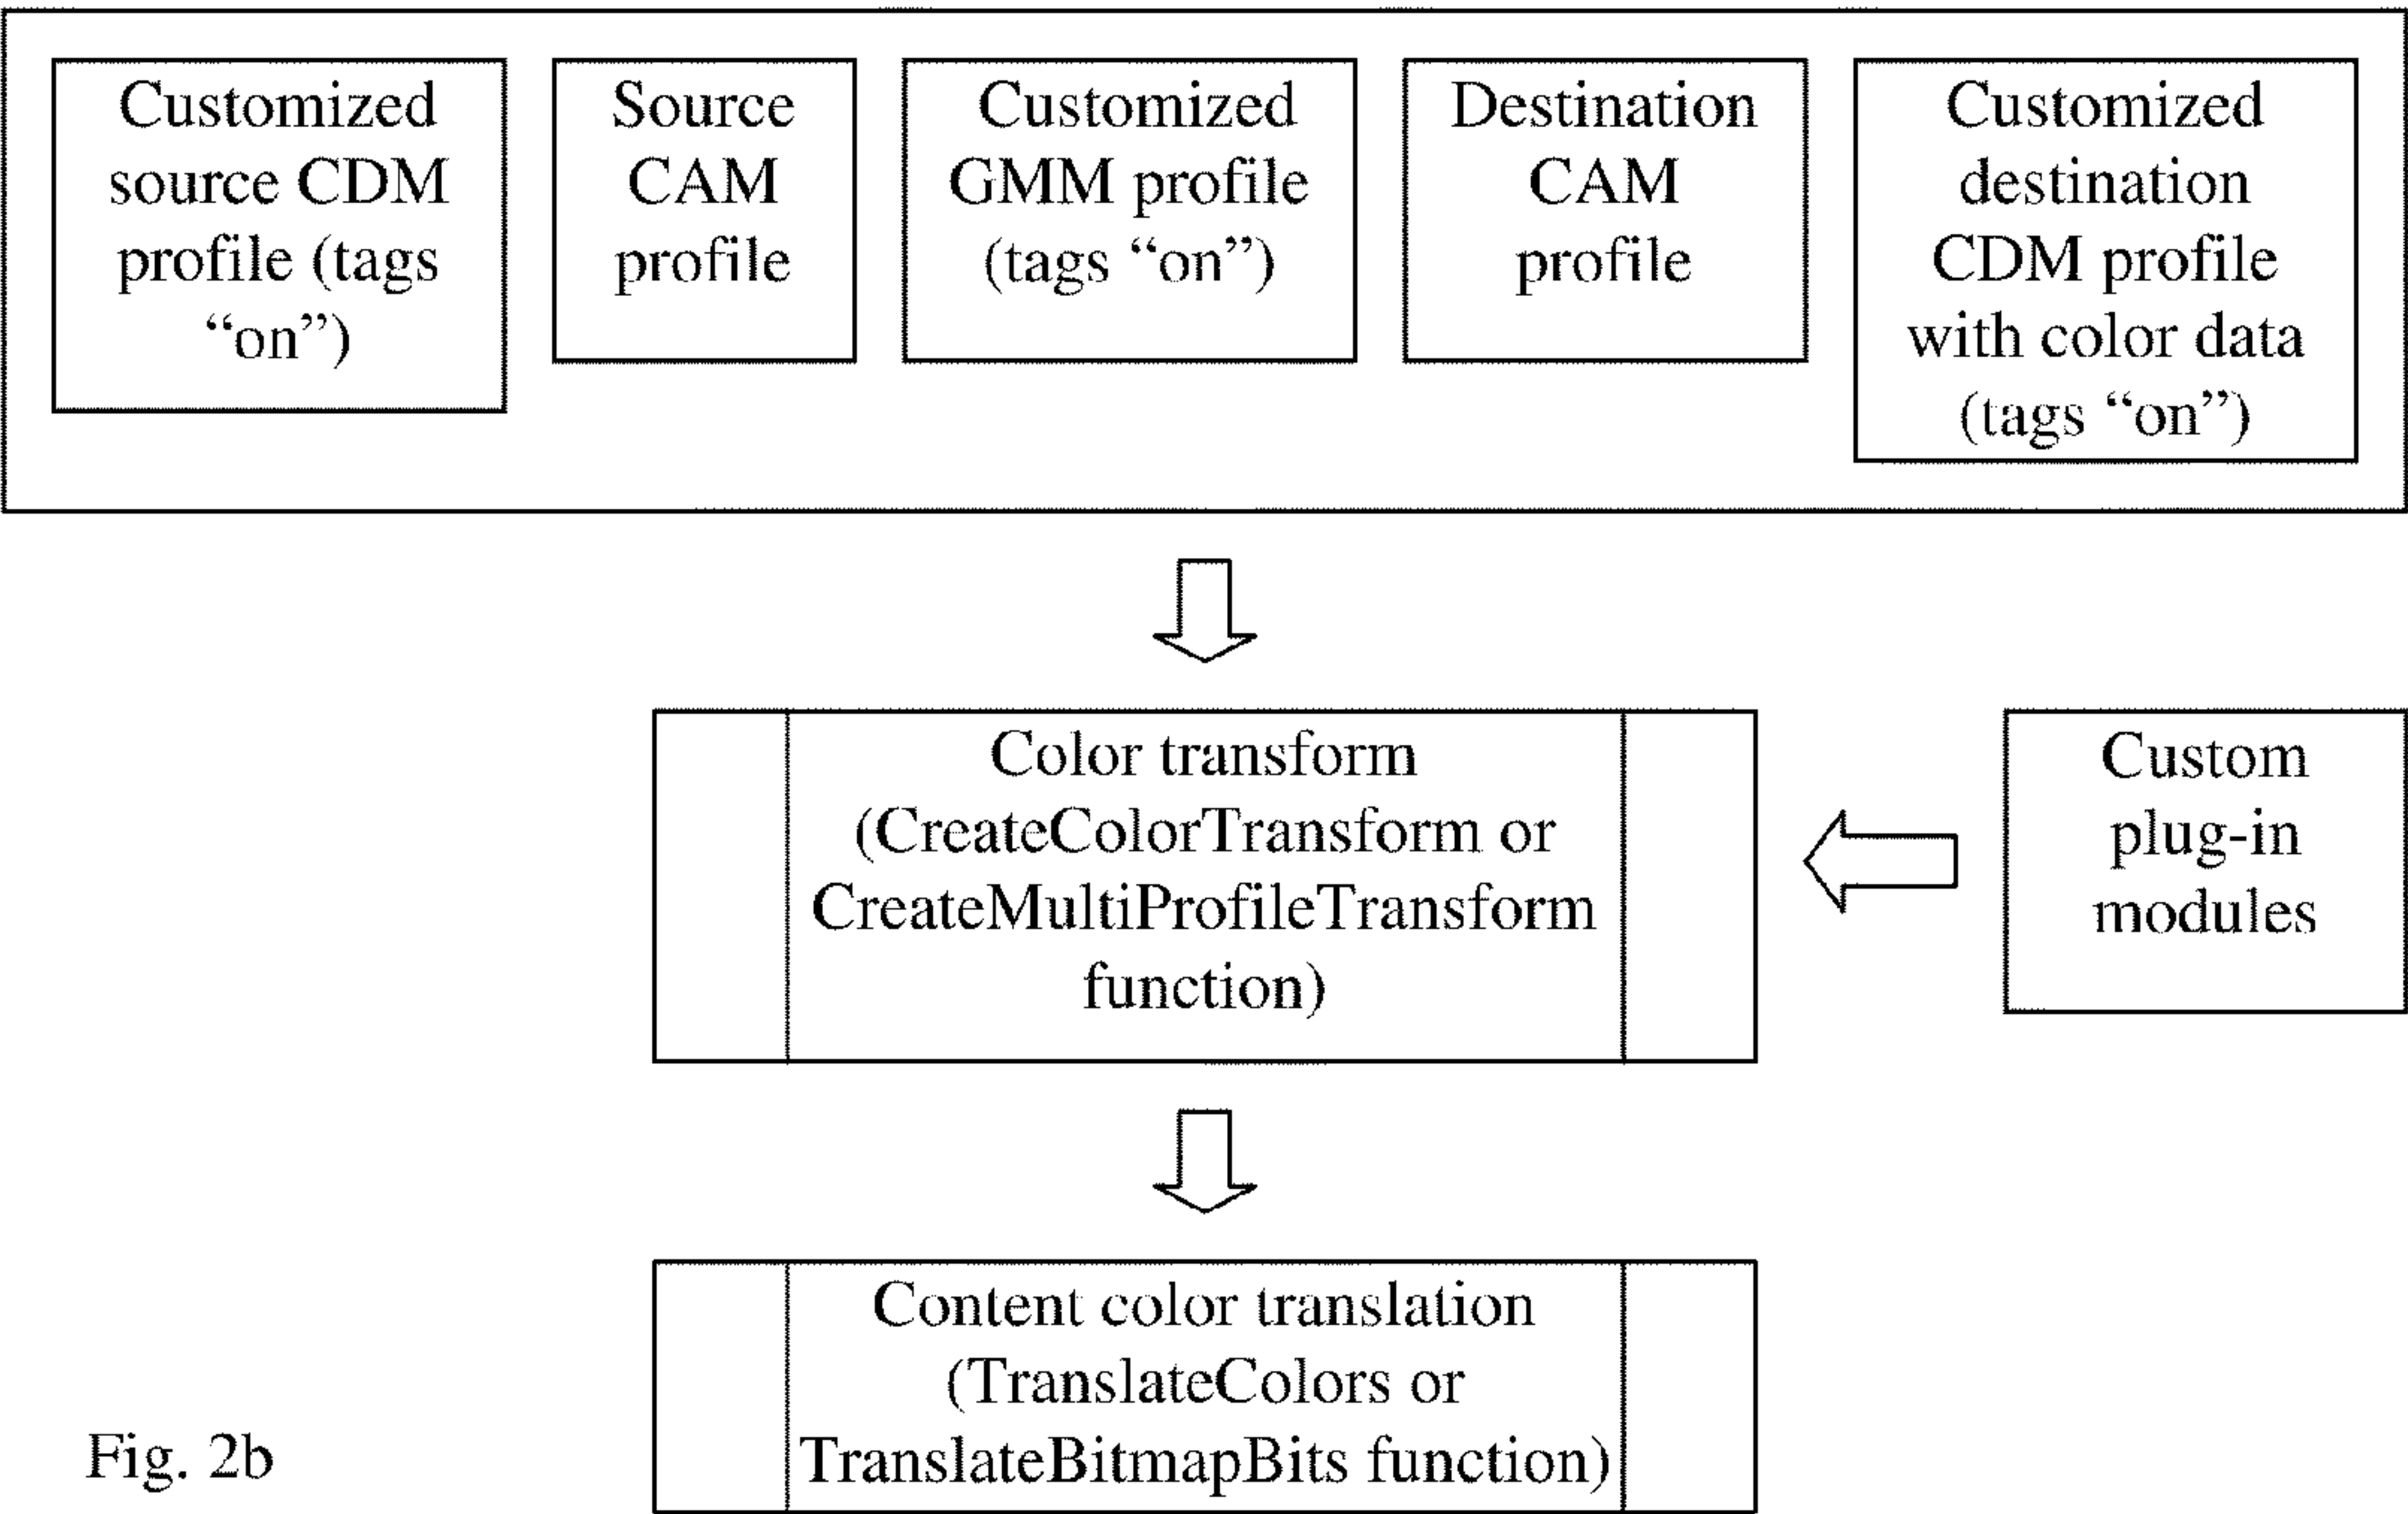 Customized
source CDM
profile (tags
“on”)
Source
CAM
profile
Customized
GMM profile
(tags “on”)
Destination
CAM
profile
Customized
destination
CDM profile
with color data
(tags “on”)
Color transform
(CreateColorTransform or
CreateMultiProfileTransform
function)
Custom
plug-in
modules
Content color translation
(TranslateColors or
TranslateBitmapBits function)
Fig. 2b